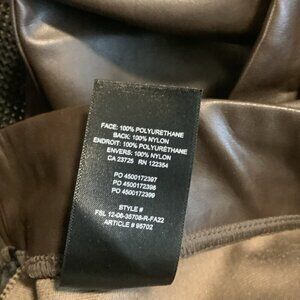 FACE: 100% POLYURETHANE
BACK: 100% NYLON
ENDROIT: 100% POLYURETHANE
ENVERS: 100% NYLON
CA 23725 RN 122354
PO 4500172397
PO 4500172398
PO 4500172399
STYLE #
FSL 12-06-35708-R-FA22
ARTICLE # 95702